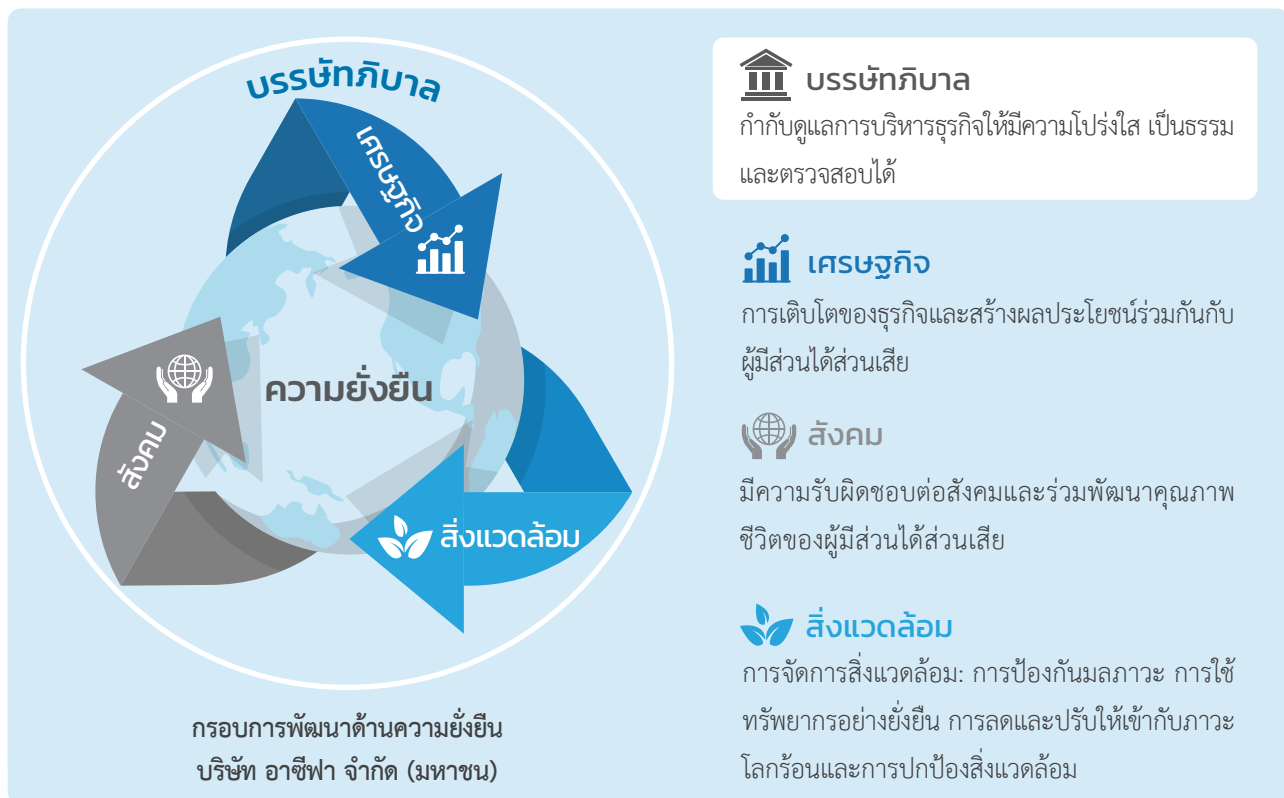 บรรษัทภิบาล
เศรษฐกิจ
ความยั่งยืน
สังคม
สิ่งแวดล้อม
กรอบการพัฒนาด้านความยั่งยืน
บริษัท อาซีฟา จำกัด (มหาชน)
บรรษัทภิบาล
กำกับดูแลการบริหารธุรกิจให้มีความโปร่งใส เป็นธรรม
และตรวจสอบได้
เศรษฐกิจ
การเติบโตของธุรกิจและสร้างผลประโยชน์ร่วมกันกับ
ผู้มีส่วนได้ส่วนเสีย
สังคม
มีความรับผิดชอบต่อสังคมและร่วมพัฒนาคุณภาพ
ชีวิตของผู้มีส่วนได้ส่วนเสีย
สิ่งแวดล้อม
การจัดการสิ่งแวดล้อม: การป้องกันมลภาวะ การใช้
ทรัพยากรอย่างยั่งยืน การลดและปรับให้เข้ากับภาวะ
โลกร้อนและการปกป้องสิ่งแวดล้อม